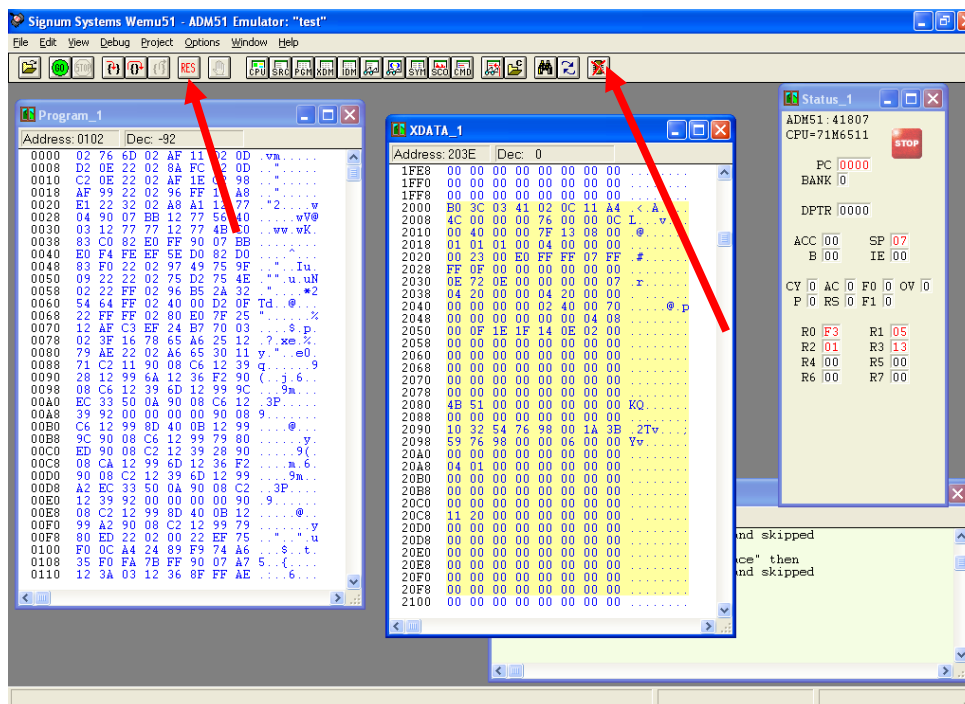 Signum Systems Wemu51 - ADM51 Emulator: "test"
File Edit View Debug Project Options Window Help
GO STOP RES CPU SRC PGM XDM IDM SYM SCO CMD
Program_1
Address: 0102 Dec: -92
0000 02 76 6D 02 AF 11 02 0D .vm.....
0008 D2 0E 22 02 8A FC 02 0D ..".....
0010 C2 0E 22 02 AF 1E 98 ..".....
0018 AF 99 22 02 96 FF A8 ..".....
0020 E1 22 32 02 A8 A1 12 77 ."2....w
0028 04 90 07 BB 12 77 56 40 .....wV@
0030 03 12 77 77 12 77 4B C0 ..ww.wK.
0038 83 C0 82 E0 FF 90 07 BB ........
0040 E0 F4 FE EF 5E D0 82 D0 ....^...
0048 83 F0 22 02 97 49 75 9F .."..Iu.
0050 09 22 22 02 75 D2 75 4E ."".u.uN
0058 02 22 FF 02 96 B5 2A 32 ."....*2
0060 54 64 FF 02 40 00 D2 0F Td..@...
0068 22 FF FF 02 80 E0 7F 25 "......%
0070 12 AF C3 EF 24 B7 70 03 ....$.p.
0078 02 3F 16 78 65 A6 25 12 .?.xe.%.
0080 79 AE 22 02 A6 65 30 11 y."..e0.
0088 71 C2 11 90 08 C6 12 39 q......9
0090 28 12 99 6A 12 36 F2 90 (..j.6..
0098 08 C6 12 39 6D 12 99 9C ...9m...
00A0 EC 33 50 0A 90 08 C6 12 .3P.....
00A8 39 92 00 00 00 00 90 08 9.......
00B0 C6 12 99 8D 40 0B 12 99 ....@...
00B8 9C 90 08 C6 12 99 79 80 ......y.
00C0 ED 90 08 C2 12 39 28 90 .....9(.
00C8 08 CA 12 99 6D 12 36 F2 ....m.6.
00D0 90 08 C2 12 39 6D 12 99 ....9m..
00D8 A2 EC 33 50 0A 90 08 C2 ..3P....
00E0 12 39 92 00 00 00 00 90 .9......
00E8 08 C2 12 99 8D 40 0B 12 .....@..
00F0 99 A2 90 08 C2 12 99 79 .......y
00F8 80 ED 22 02 00 22 EF 75 .."..".u
0100 F0 0C A4 24 89 F9 74 A6 ...$..t.
0108 35 F0 FA 7B FF 90 07 A7 5..{....
0110 12 3A 03 12 36 8F FF AE .:..6...
XDATA_1
Address: 203E Dec: 0
1FE8 00 00 00 00 00 00 00 00 ........
1FF0 00 00 00 00 00 00 00 00 ........
1FF8 00 00 00 00 00 00 00 00 ........
2000 B0 3C 03 41 02 0C 11 A4 .<.A....
2008 4C 00 00 00 76 00 00 0C L...v...
2010 00 40 00 00 7F 13 08 00 .@......
2018 01 01 01 00 04 00 00 00 ........
2020 00 23 00 E0 FF FF 07 FF .#......
2028 FF 0F 00 00 00 00 00 00 ........
2030 0E 72 0E 00 00 00 00 07 .r......
2038 04 20 00 00 04 20 00 00 . ... ..
2040 00 00 00 00 02 40 00 70 .....@.p
2048 00 00 00 00 00 00 04 08 ........
2050 00 0F 1E 1F 14 0E 02 00 ........
2058 00 00 00 00 00 00 00 00 ........
2060 00 00 00 00 00 00 00 00 ........
2068 00 00 00 00 00 00 00 00 ........
2070 00 00 00 00 00 00 00 00 ........
2078 00 00 00 00 00 00 00 00 ........
2080 4B 51 00 00 00 00 00 00 KQ......
2088 00 00 00 00 00 00 00 00 ........
2090 10 32 54 76 98 00 1A 3B .2Tv...;
2098 59 76 98 00 00 06 00 00 Yv......
20A0 00 00 00 00 00 00 00 00 ........
20A8 04 01 00 00 00 00 00 00 ........
20B0 00 00 00 00 00 00 00 00 ........
20B8 00 00 00 00 00 00 00 00 ........
20C0 00 00 00 00 00 00 00 00 ........
20C8 11 20 00 00 00 00 00 00 . ......
20D0 00 00 00 00 00 00 00 00 ........
20D8 00 00 00 00 00 00 00 00 ........
20E0 00 00 00 00 00 00 00 00 ........
20E8 00 00 00 00 00 00 00 00 ........
20F0 00 00 00 00 00 00 00 00 ........
20F8 00 00 00 00 00 00 00 00 ........
2100 00 00 00 00 00 00 00 00 ........
Status_1
ADM51:41807
CPU=71M6511
STOP
PC 0000
BANK 0
DPTR 0000
ACC 00 SP 07
B 00 IE 00
CY 0 AC 0 F0 0 OV 0
P 0 RS 0 F1 0
R0 F3 R1 05
R2 01 R3 13
R4 00 R5 00
R6 00 R7 00
nd skipped
ce" then
nd skipped